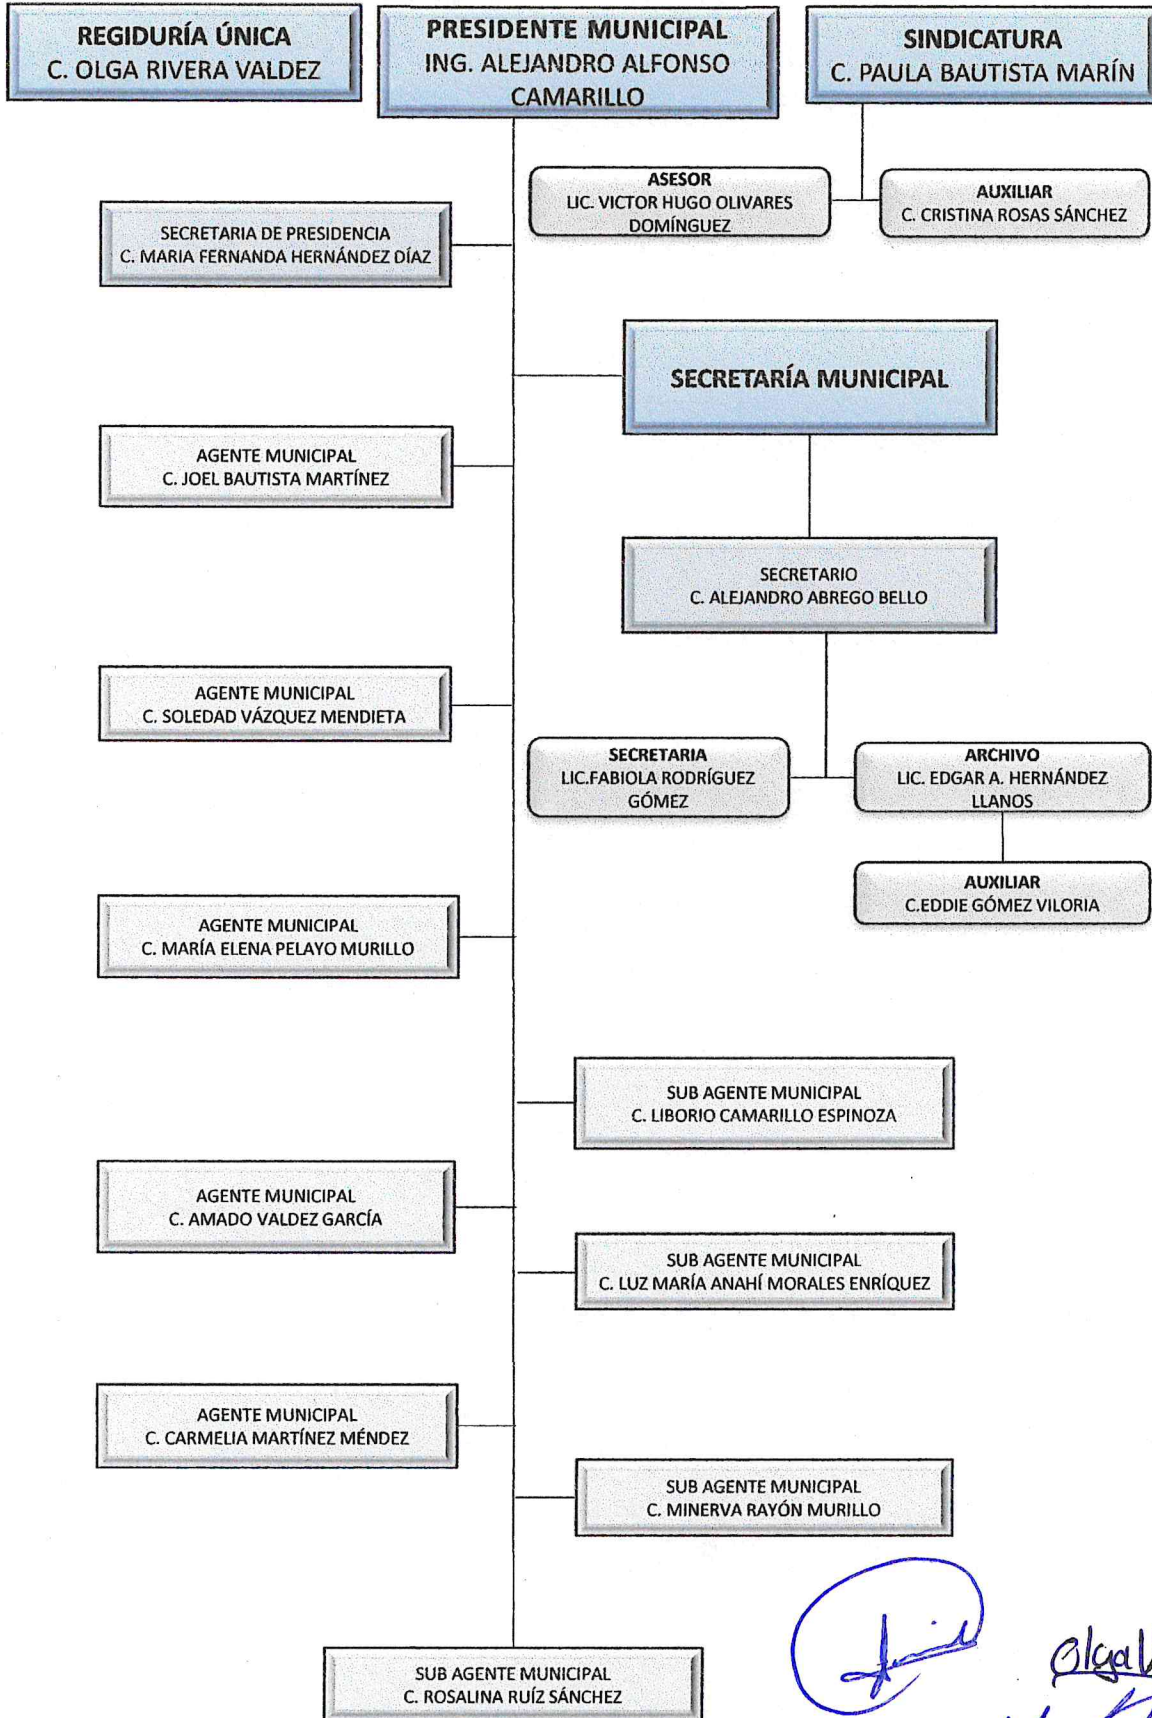 REGIDURÍA ÚNICA
C. OLGA RIVERA VALDEZ
PRESIDENTE MUNICIPAL
ING. ALEJANDRO ALFONSO
CAMARILLO
SINDICATURA
C. PAULA BAUTISTA MARÍN
ASESOR
LIC. VICTOR HUGO OLIVARES
DOMÍNGUEZ
AUXILIAR
C. CRISTINA ROSAS SÁNCHEZ
SECRETARIA DE PRESIDENCIA
C. MARIA FERNANDA HERNÁNDEZ DÍAZ
SECRETARÍA MUNICIPAL
AGENTE MUNICIPAL
C. JOEL BAUTISTA MARTÍNEZ
SECRETARIO
C. ALEJANDRO ABREGO BELLO
AGENTE MUNICIPAL
C. SOLEDAD VÁZQUEZ MENDIETA
SECRETARIA
LIC.FABIOLA RODRÍGUEZ
GÓMEZ
ARCHIVO
LIC. EDGAR A. HERNÁNDEZ
LLANOS
AUXILIAR
C.EDDIE GÓMEZ VILORIA
AGENTE MUNICIPAL
C. MARÍA ELENA PELAYO MURILLO
SUB AGENTE MUNICIPAL
C. LIBORIO CAMARILLO ESPINOZA
AGENTE MUNICIPAL
C. AMADO VALDEZ GARCÍA
SUB AGENTE MUNICIPAL
C. LUZ MARÍA ANAHÍ MORALES ENRÍQUEZ
AGENTE MUNICIPAL
C. CARMELIA MARTÍNEZ MÉNDEZ
SUB AGENTE MUNICIPAL
C. MINERVA RAYÓN MURILLO
SUB AGENTE MUNICIPAL
C. ROSALINA RUÍZ SÁNCHEZ